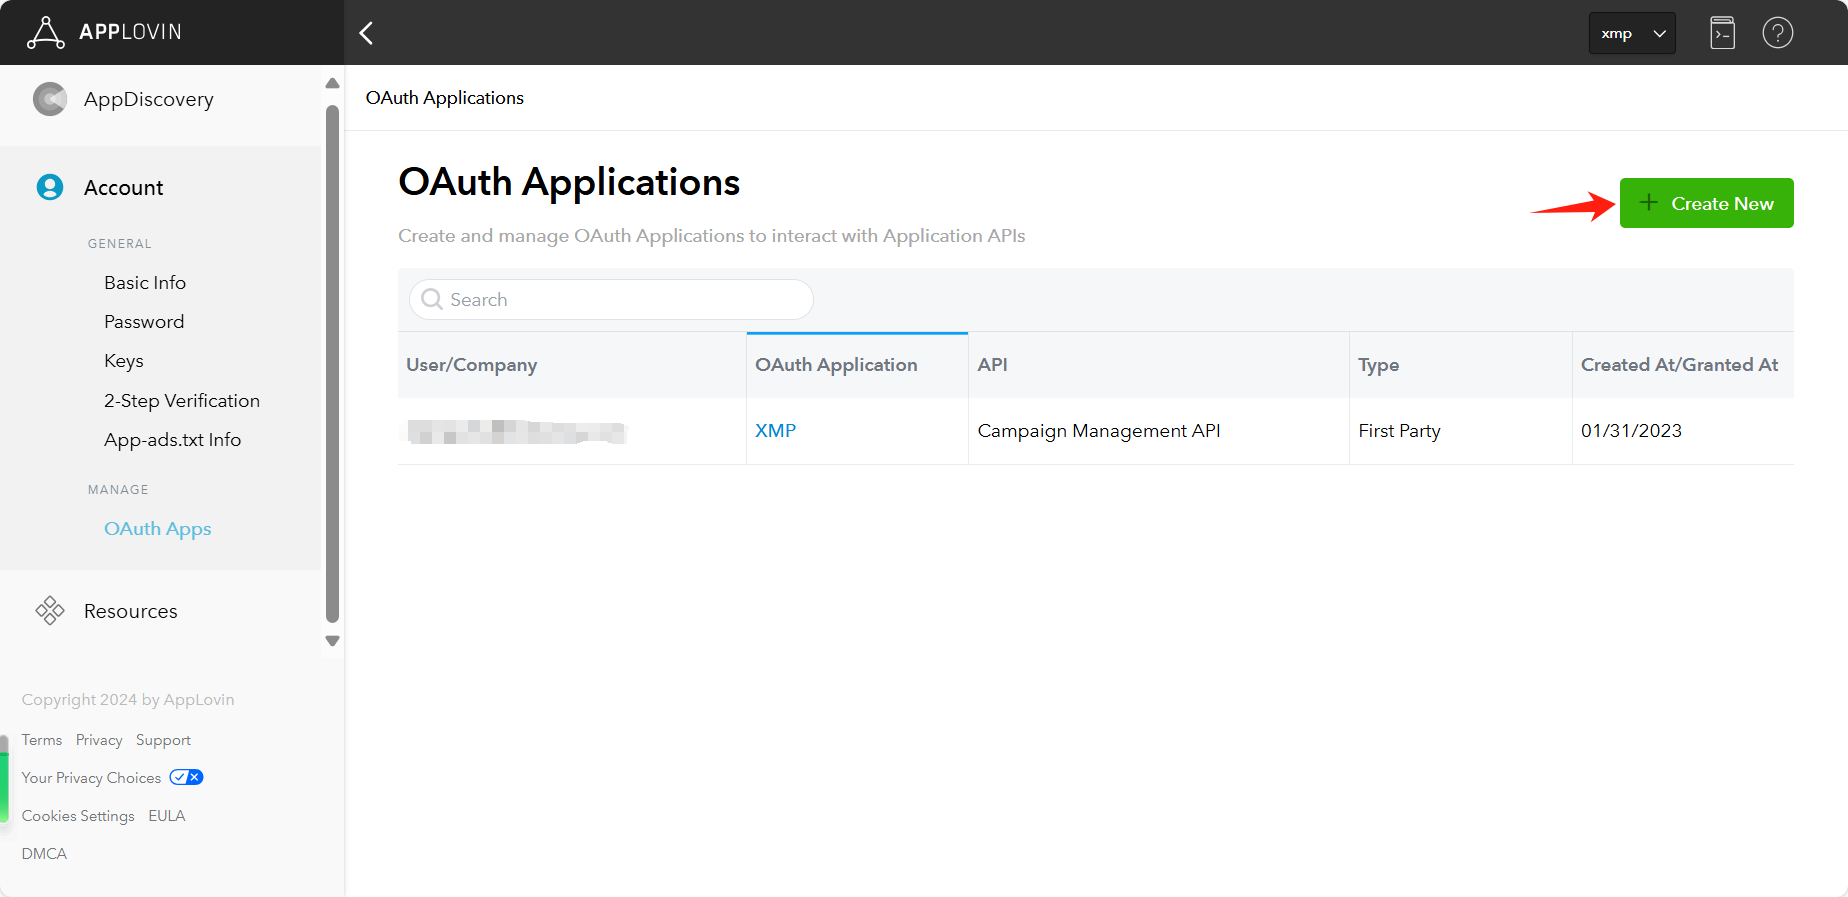 APPLOVIN
xmp
AppDiscovery
Account
GENERAL
Basic Info
Password
Keys
2-Step Verification
App-ads.txt Info
MANAGE
OAuth Apps
Resources
Copyright 2024 by AppLovin
Terms Privacy Support
Your Privacy Choices
Cookies Settings EULA
DMCA
OAuth Applications
OAuth Applications
Create and manage OAuth Applications to interact with Application APIs
+ Create New
Search
User/Company OAuth Application API Type Created At/Granted At
XMP Campaign Management API First Party 01/31/2023